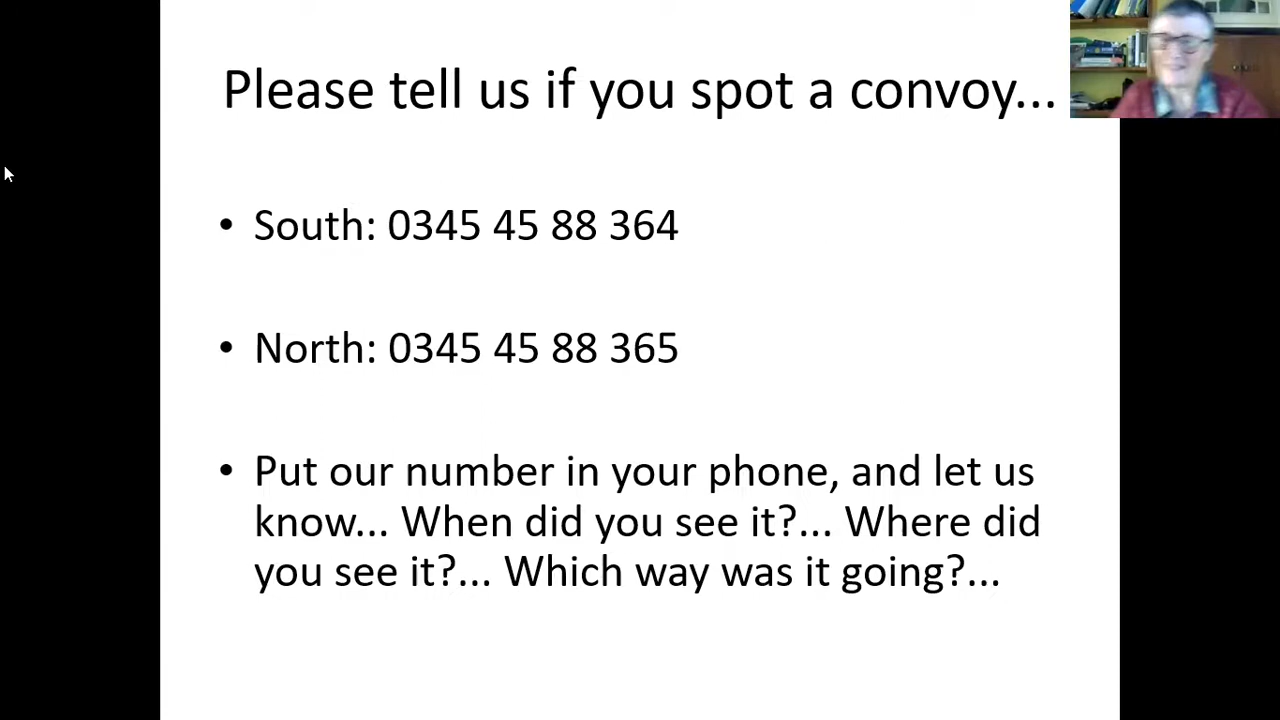 Please tell us if you spot a convoy...
• South: 0345 45 88 364
• North: 0345 45 88 365
• Put our number in your phone, and let us
know... When did you see it?... Where did
you see it?... Which way was it going?...